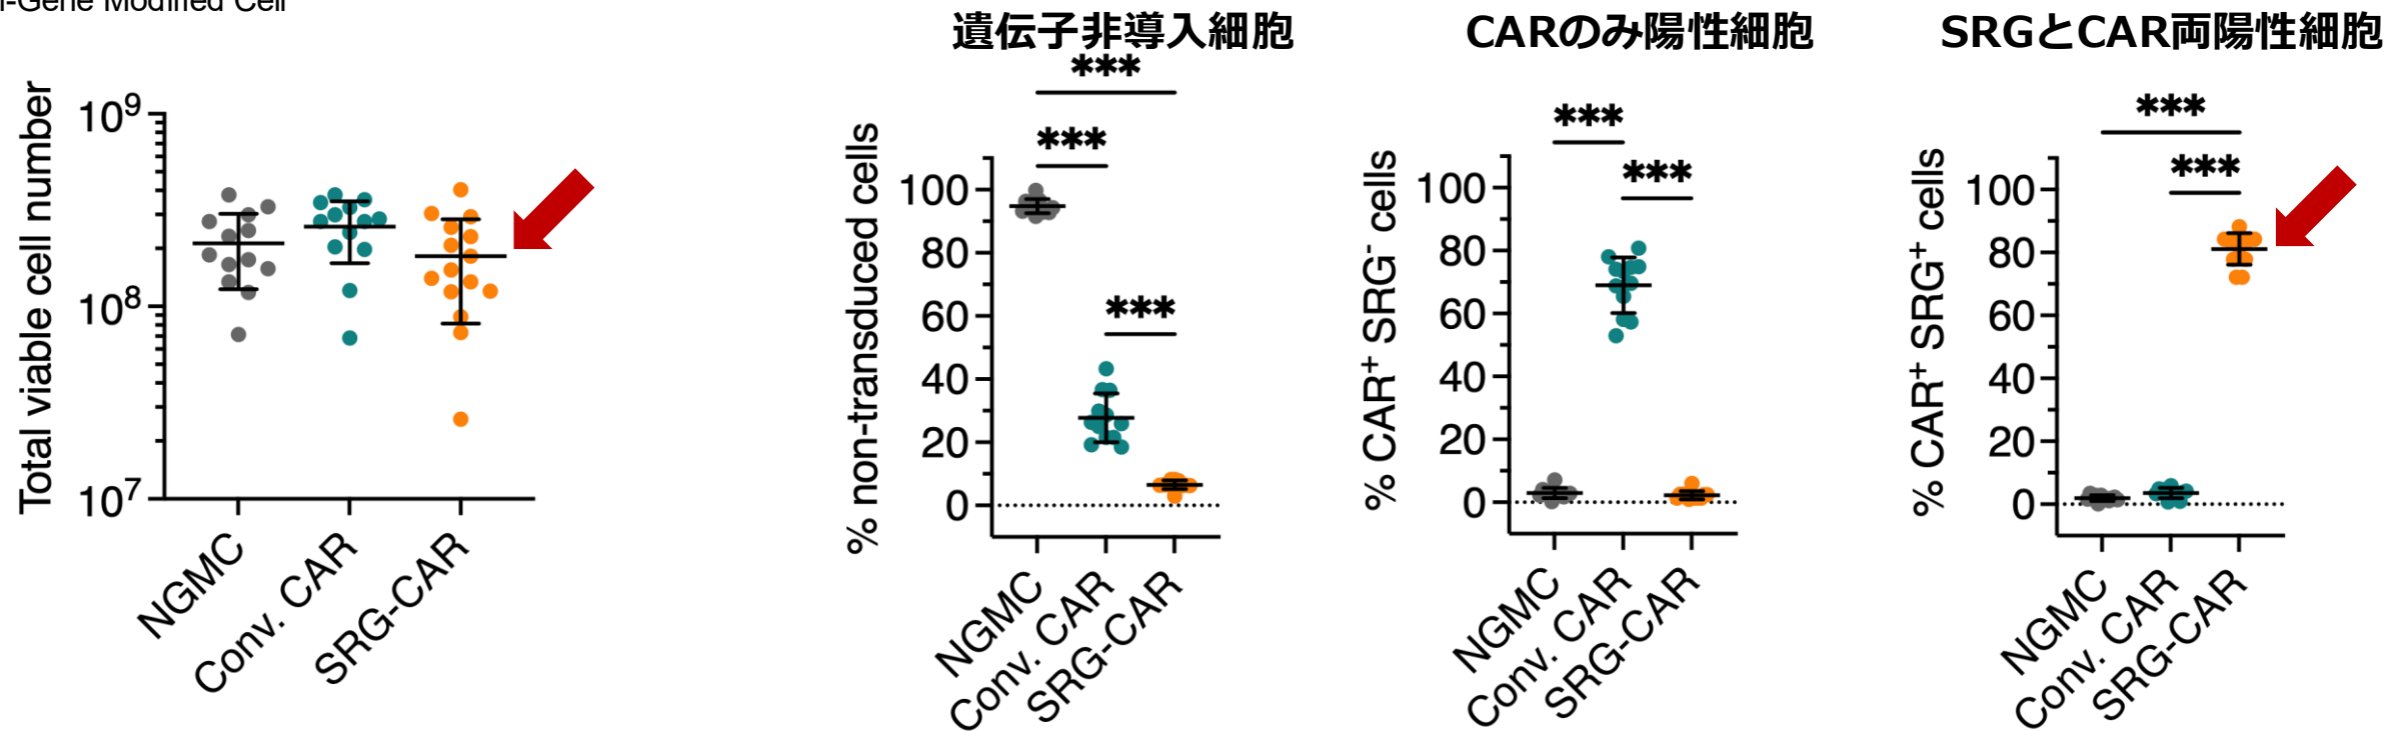 n-Gene Modified Cell
遺伝子非導入細胞
CARのみ陽性細胞
SRGとCAR両陽性細胞
Total viable cell number
10⁹
10⁸
10⁷
NGMC
Conv. CAR
SRG-CAR
% non-transduced cells
***
***
***
100
80
60
40
20
0
NGMC
Conv. CAR
SRG-CAR
% CAR⁺ SRG⁻ cells
***
***
100
80
60
40
20
0
NGMC
Conv. CAR
SRG-CAR
% CAR⁺ SRG⁺ cells
***
***
100
80
60
40
20
0
NGMC
Conv. CAR
SRG-CAR